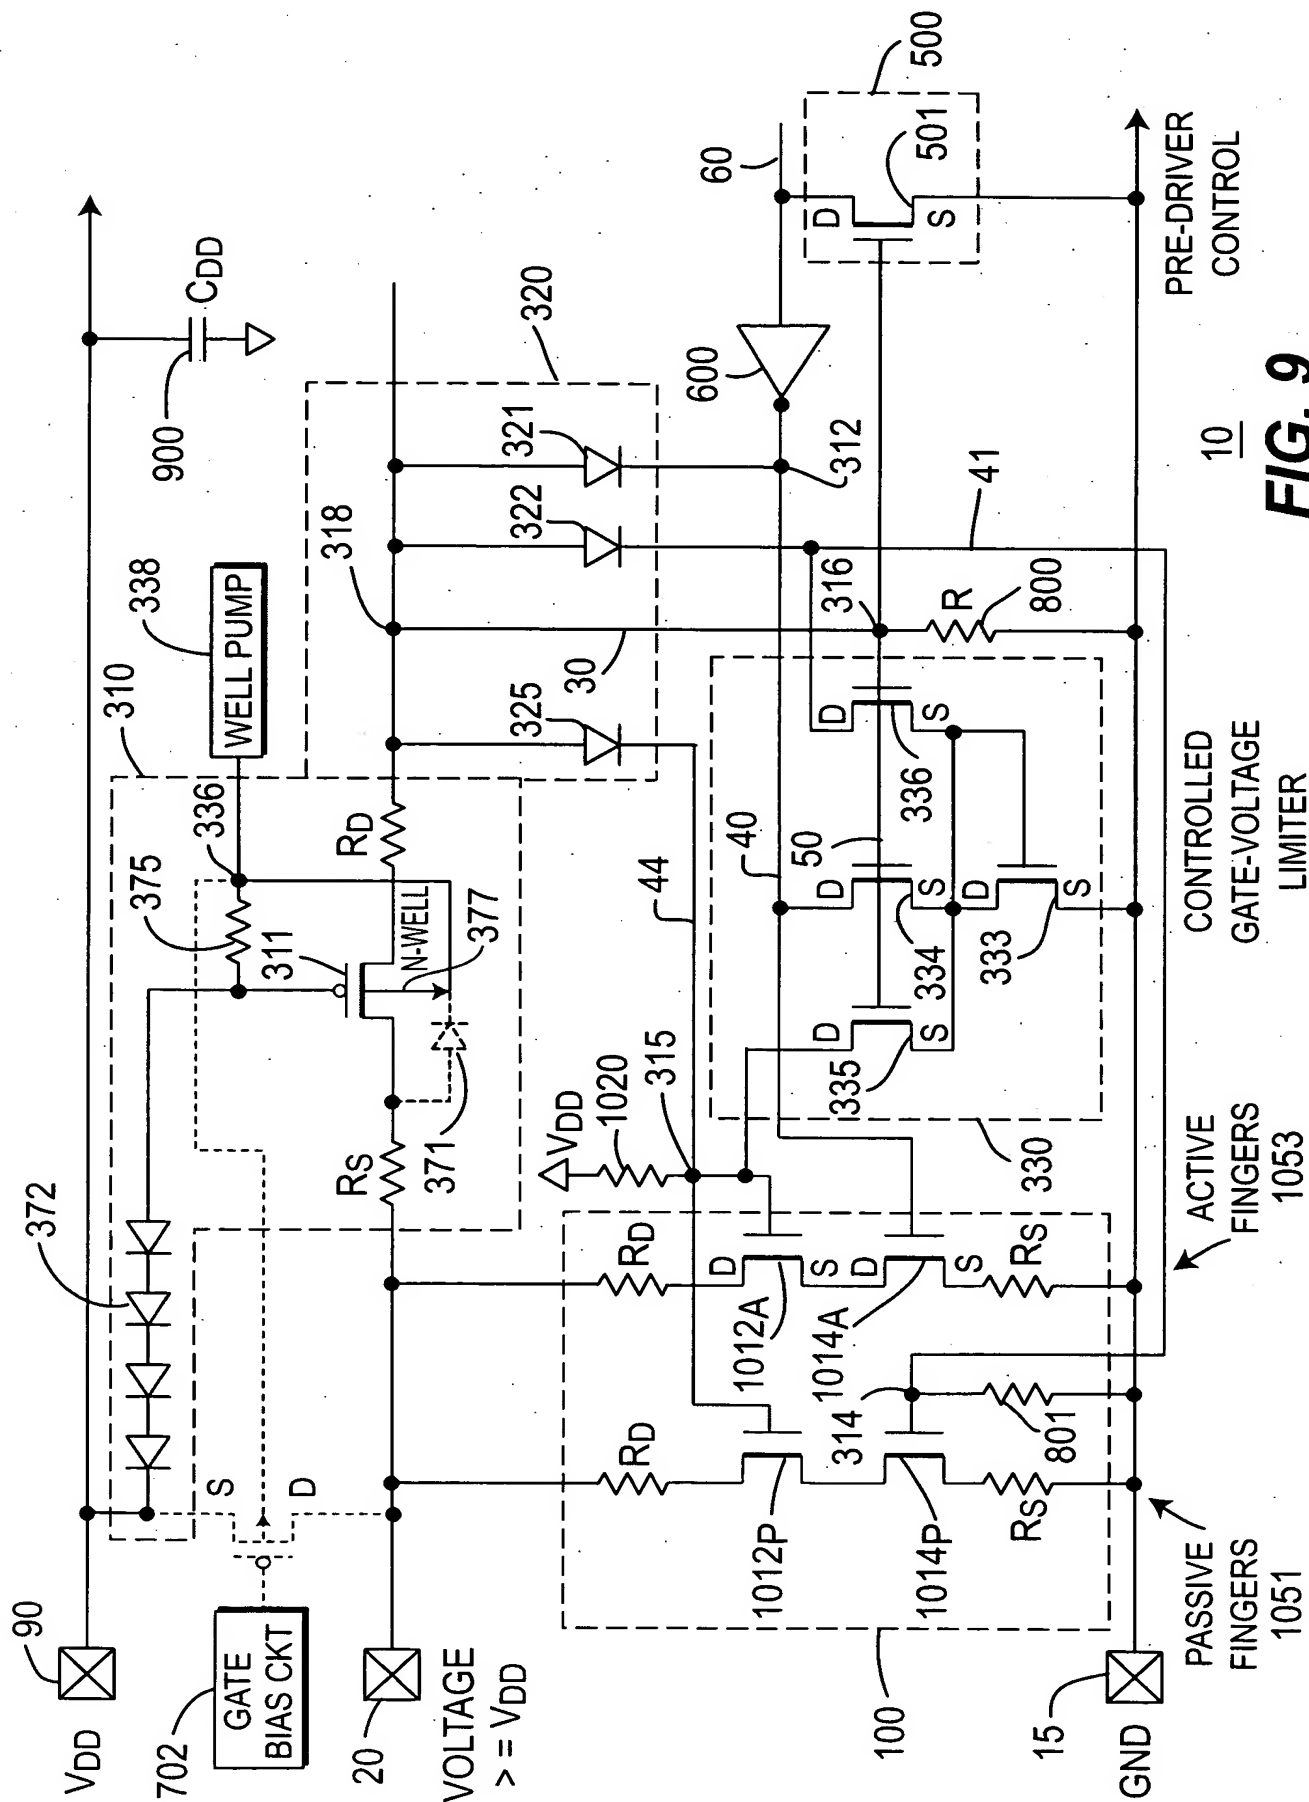 V_DD
90
372
310
338
WELL PUMP
336
375
311
N-WELL
377
371
R_S
R_D
318
320
900
C_DD
702
GATE
BIAS CKT
S
D
20
VOLTAGE
> = V_DD
325
30
322
321
316
312
600
60
500
D
501
S
V_DD
1020
315
44
40
50
D
335
S
D
334
S
D
336
S
D
333
S
R
800
41
330
R_D
R_D
1012P
1014P
314
801
R_S
D
1012A
S
D
1014A
S
R_S
100
15
GND
PASSIVE
FINGERS
1051
ACTIVE
FINGERS
1053
CONTROLLED
GATE-VOLTAGE
LIMITER
PRE-DRIVER
CONTROL
10
FIG. 9